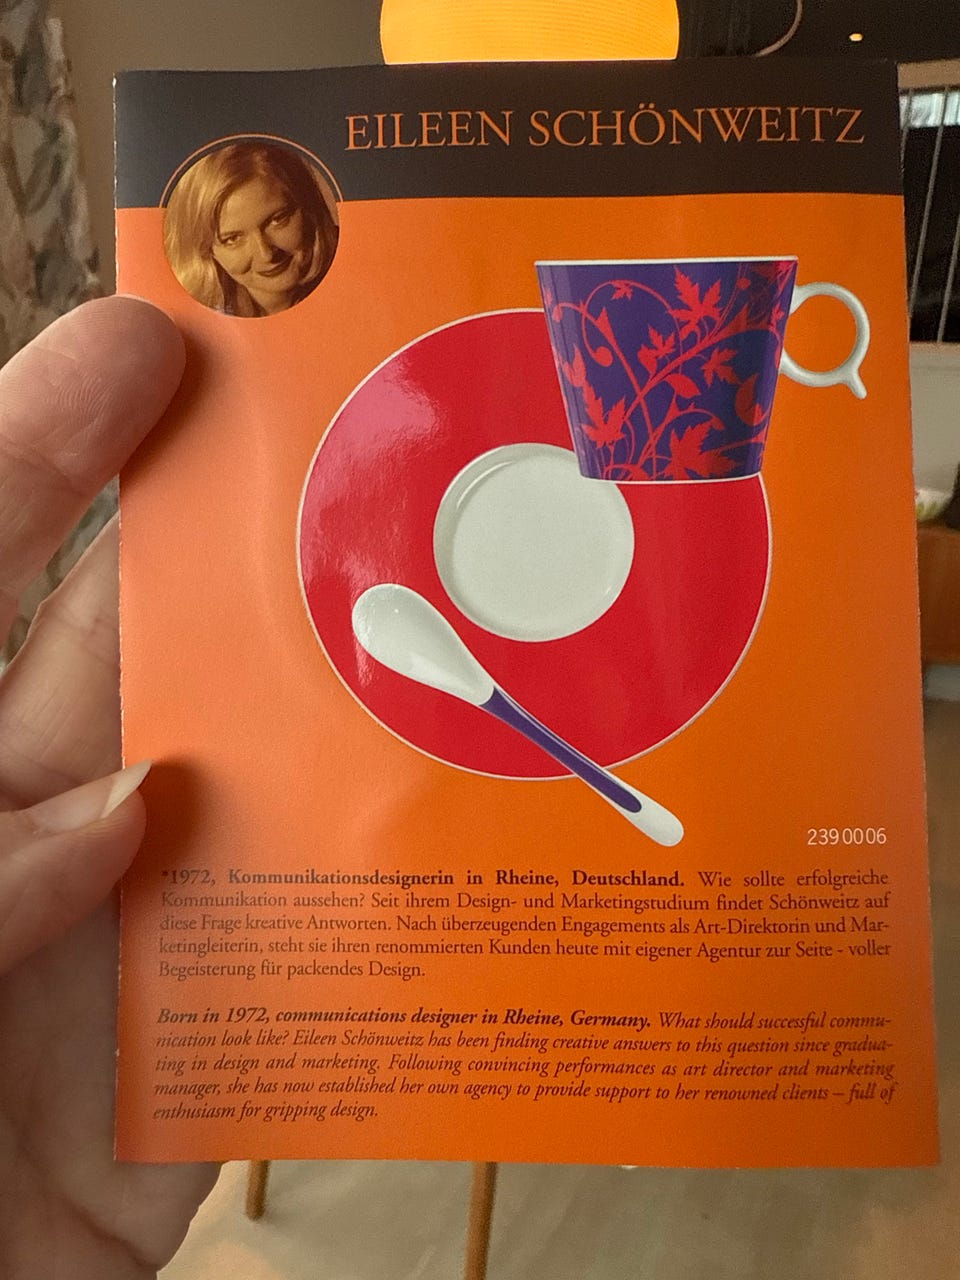 EILEEN SCHÖNWEITZ
239 00 06
*1972, Kommunikationsdesignerin in Rheine, Deutschland. Wie sollte erfolgreiche
Kommunikation aussehen? Seit ihrem Design- und Marketingstudium findet Schönweitz auf
diese Frage kreative Antworten. Nach überzeugenden Engagements als Art-Direktorin und Mar-
ketingleiterin, steht sie ihren renommierten Kunden heute mit eigener Agentur zur Seite - voller
Begeisterung für packendes Design.
Born in 1972, communications designer in Rheine, Germany. What should successful commu-
nication look like? Eileen Schönweitz has been finding creative answers to this question since gradua-
ting in design and marketing. Following convincing performances as art director and marketing
manager, she has now established her own agency to provide support to her renowned clients – full of
enthusiasm for gripping design.